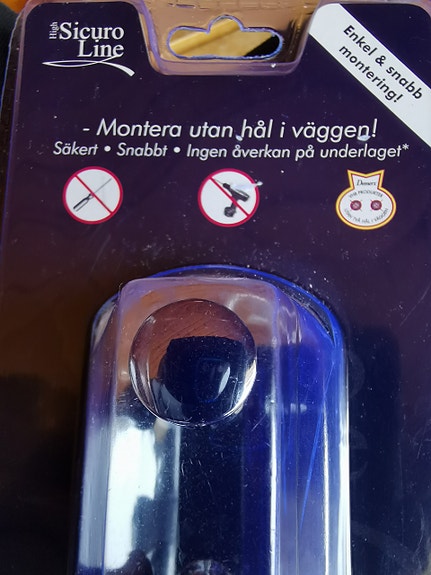 High
Sicuro
Line
Enkel & snabb
montering!
- Montera utan hål i väggen!
Säkert • Snabbt • Ingen åverkan på underlaget*